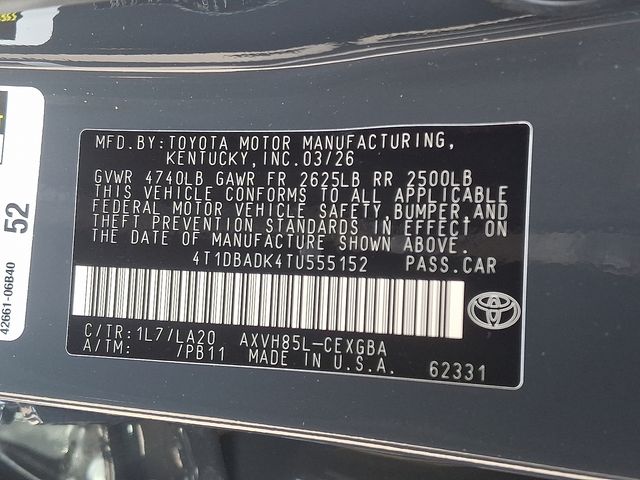 MFD.BY:TOYOTA MOTOR MANUFACTURING,
KENTUCKY,INC.03/26
GVWR 4740LB GAWR FR 2625LB RR 2500LB
THIS VEHICLE CONFORMS TO ALL APPLICABLE
FEDERAL MOTOR VEHICLE SAFETY,BUMPER,AND
THEFT PREVENTION STANDARDS IN EFFECT ON
THE DATE OF MANUFACTURE SHOWN ABOVE.
4T1DBADK4TU555152 PASS.CAR
C/TR:1L7/LA20 AXVH85L-CEXGBA
A/TM: /PB11 MADE IN U.S.A. 62331
52
42661-06B40